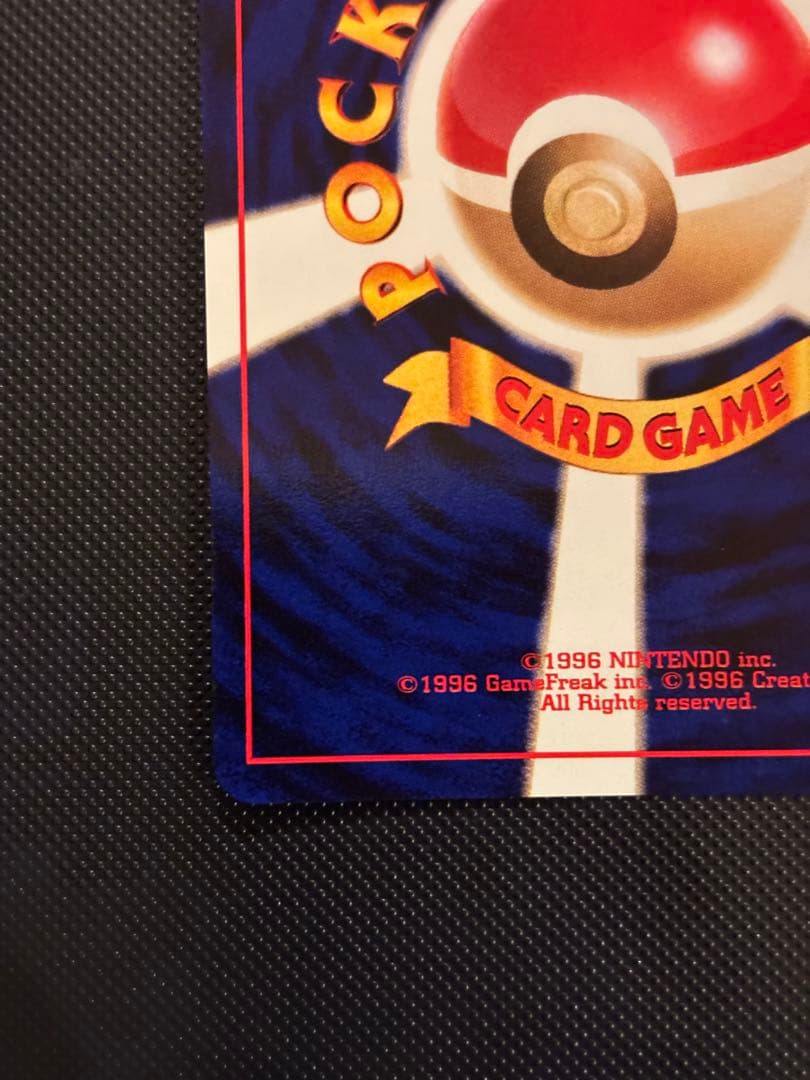 POCK
CARD GAME
©1996 NINTENDO inc.
©1996 GameFreak inc. ©1996 Creat
All Rights reserved.